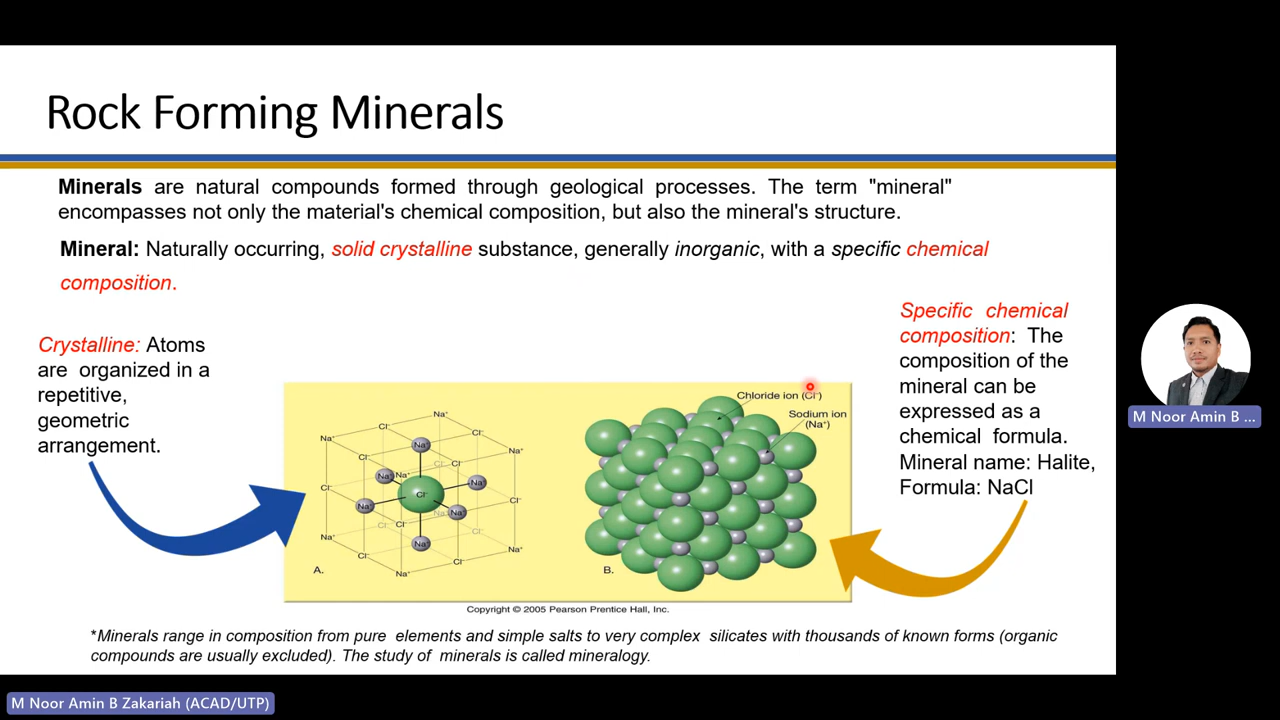 Rock Forming Minerals
Minerals are natural compounds formed through geological processes. The term "mineral"
encompasses not only the material's chemical composition, but also the mineral's structure.
Mineral: Naturally occurring, solid crystalline substance, generally inorganic, with a specific chemical
composition.
Crystalline: Atoms
are organized in a
repetitive,
geometric
arrangement.
Na⁺
Na⁺
Cl⁻
Cl⁻
Na⁺
Na⁺
Cl⁻
Cl⁻
Cl⁻
Na⁺
Na⁺
Na⁺
Cl⁻
Cl⁻
Cl⁻
Na⁺
Na⁺
Na⁺
Cl⁻
Cl⁻
Cl⁻
Na⁺
Na⁺
Na⁺
Cl⁻
Cl⁻
Na⁺
A.
Chloride ion (Cl⁻)
Sodium ion
(Na⁺)
B.
Specific chemical
composition: The
composition of the
mineral can be
expressed as a
chemical formula.
Mineral name: Halite,
Formula: NaCl
Copyright © 2005 Pearson Prentice Hall, Inc.
*Minerals range in composition from pure elements and simple salts to very complex silicates with thousands of known forms (organic
compounds are usually excluded). The study of minerals is called mineralogy.
M Noor Amin B ...
M Noor Amin B Zakariah (ACAD/UTP)